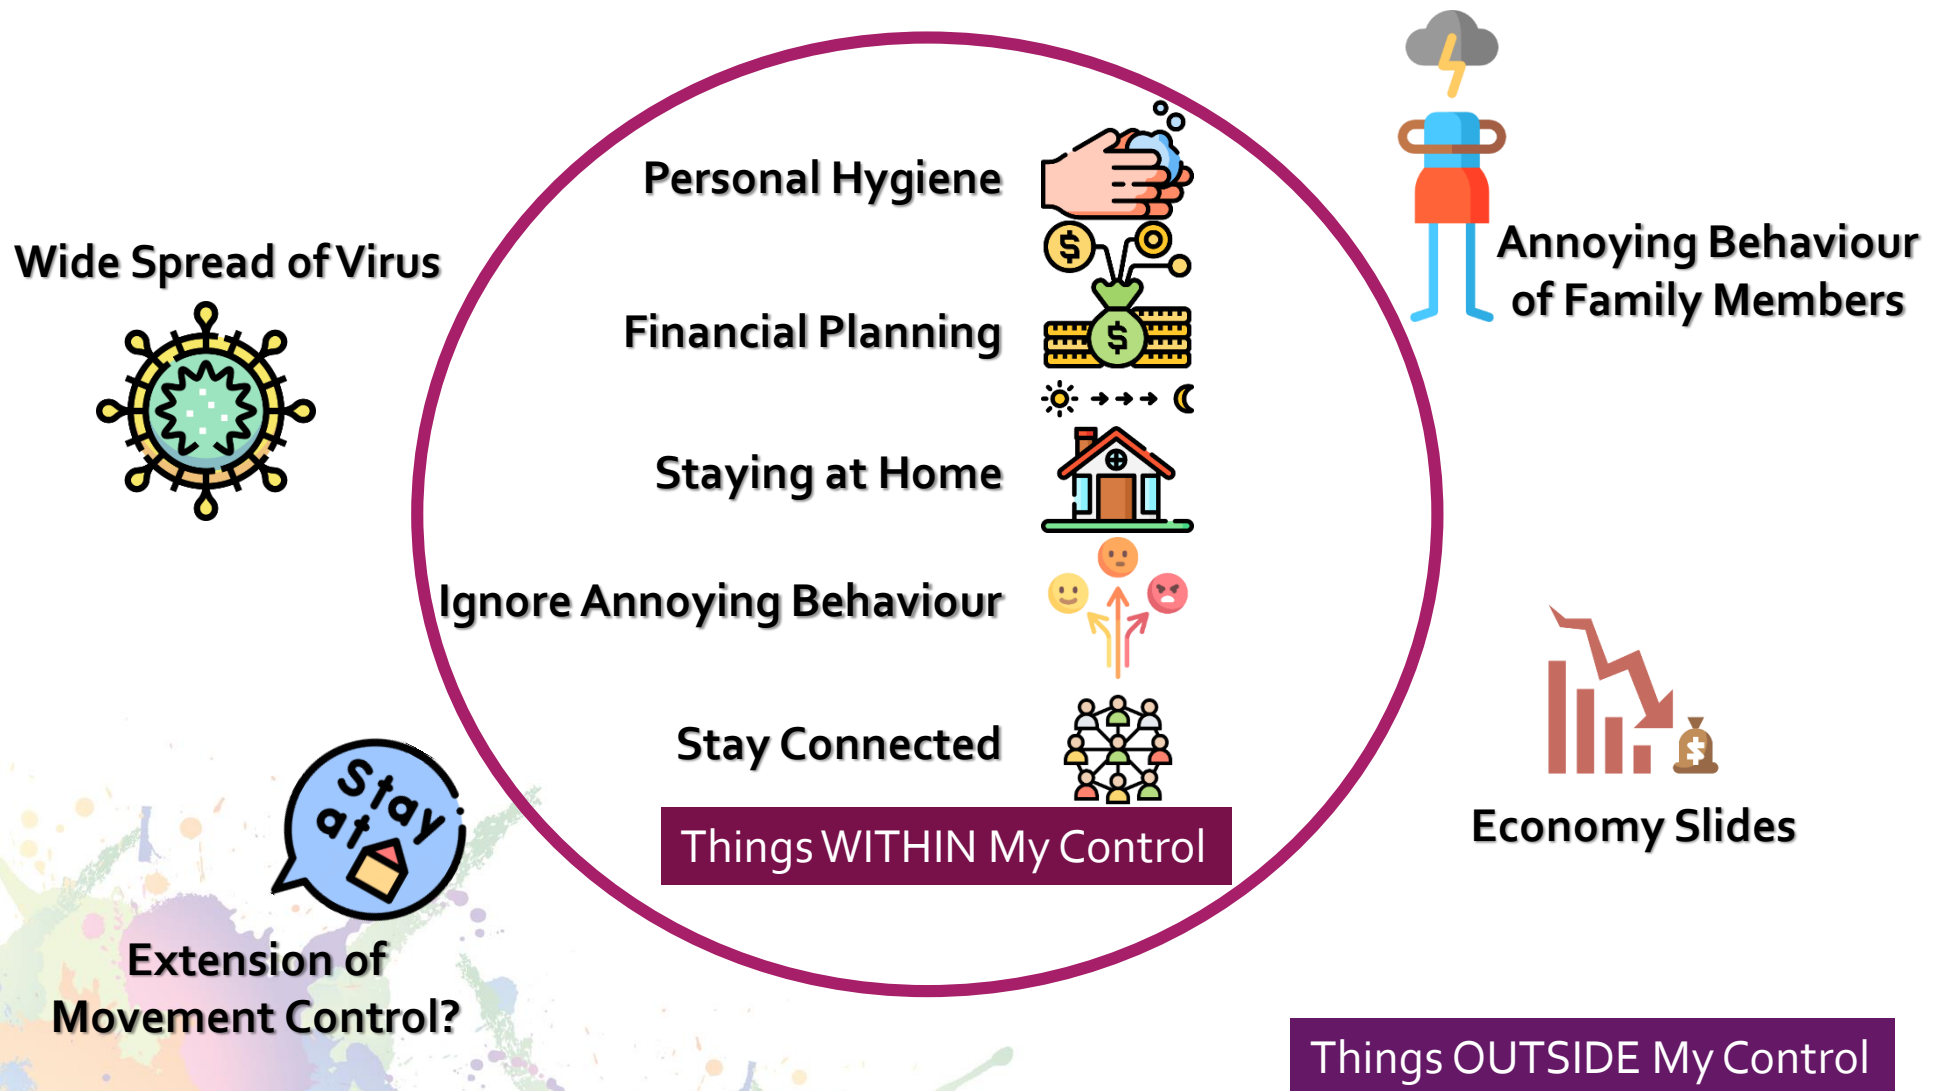 Personal Hygiene
Wide Spread of Virus
Annoying Behaviour
of Family Members
Financial Planning
Staying at Home
Ignore Annoying Behaviour
Stay Connected
Stay
at
Things WITHIN My Control
Economy Slides
Extension of
Movement Control?
Things OUTSIDE My Control